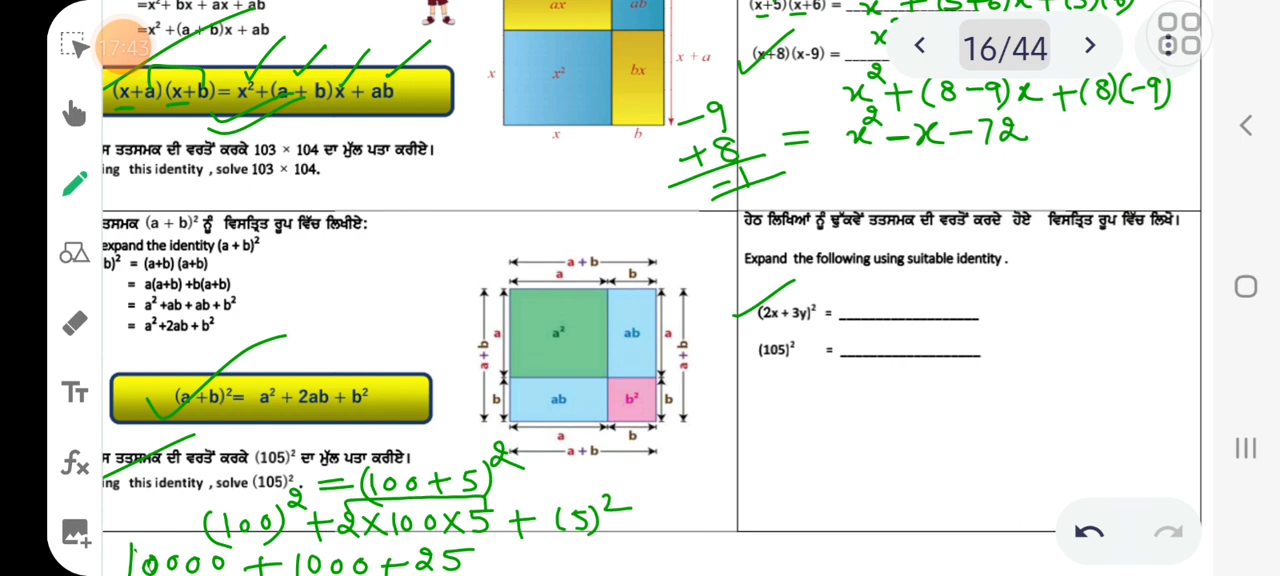 =x²+ bx + ax + ab
=x² +(a + b)x + ab
17:43
(x+a) (x+b)= x²+(a + b)x + ab
ax
ab
x²
bx
x
x + a
x
b
ਸ ਤਤਸਮਕ ਦੀ ਵਰਤੋਂ ਕਰਕੇ 103 × 104 ਦਾ ਮੁੱਲ ਪਤਾ ਕਰੀਏ।
ing this identity , solve 103 × 104.
(x+5)(x+6) =
(x+8)(x-9) =
x² + (8-9)x + (8)(-9)
= x² - x - 72
-9
+8
-1
16/44
ਤਸਮਕ (a + b)² ਨੂੰ ਵਿਸਤ੍ਰਿਤ ਰੂਪ ਵਿੱਚ ਲਿਖੀਏ:
expand the identity (a + b)²
b)² = (a+b) (a+b)
= a(a+b) +b(a+b)
= a² +ab + ab + b²
= a²+2ab + b²
(a +b)²= a² + 2ab + b²
a + b
a b
a + b a a² ab a a + b
b ab b² b
a b
a + b
ਸ ਤਤਸਮਕ ਦੀ ਵਰਤੋਂ ਕਰਕੇ (105)² ਦਾ ਮੁੱਲ ਪਤਾ ਕਰੀਏ।
ing this identity , solve (105)².
= (100+5)²
(100)² + 2×100×5 + (5)²
10000 + 1000 + 25
ਹੇਠ ਲਿਖਿਆਂ ਨੂੰ ਢੁੱਕਵੇਂ ਤਤਸਮਕ ਦੀ ਵਰਤੋਂ ਕਰਦੇ ਹੋਏ ਵਿਸਤ੍ਰਿਤ ਰੂਪ ਵਿੱਚ ਲਿਖੋ।
Expand the following using suitable identity .
(2x + 3y)² =
(105)² =